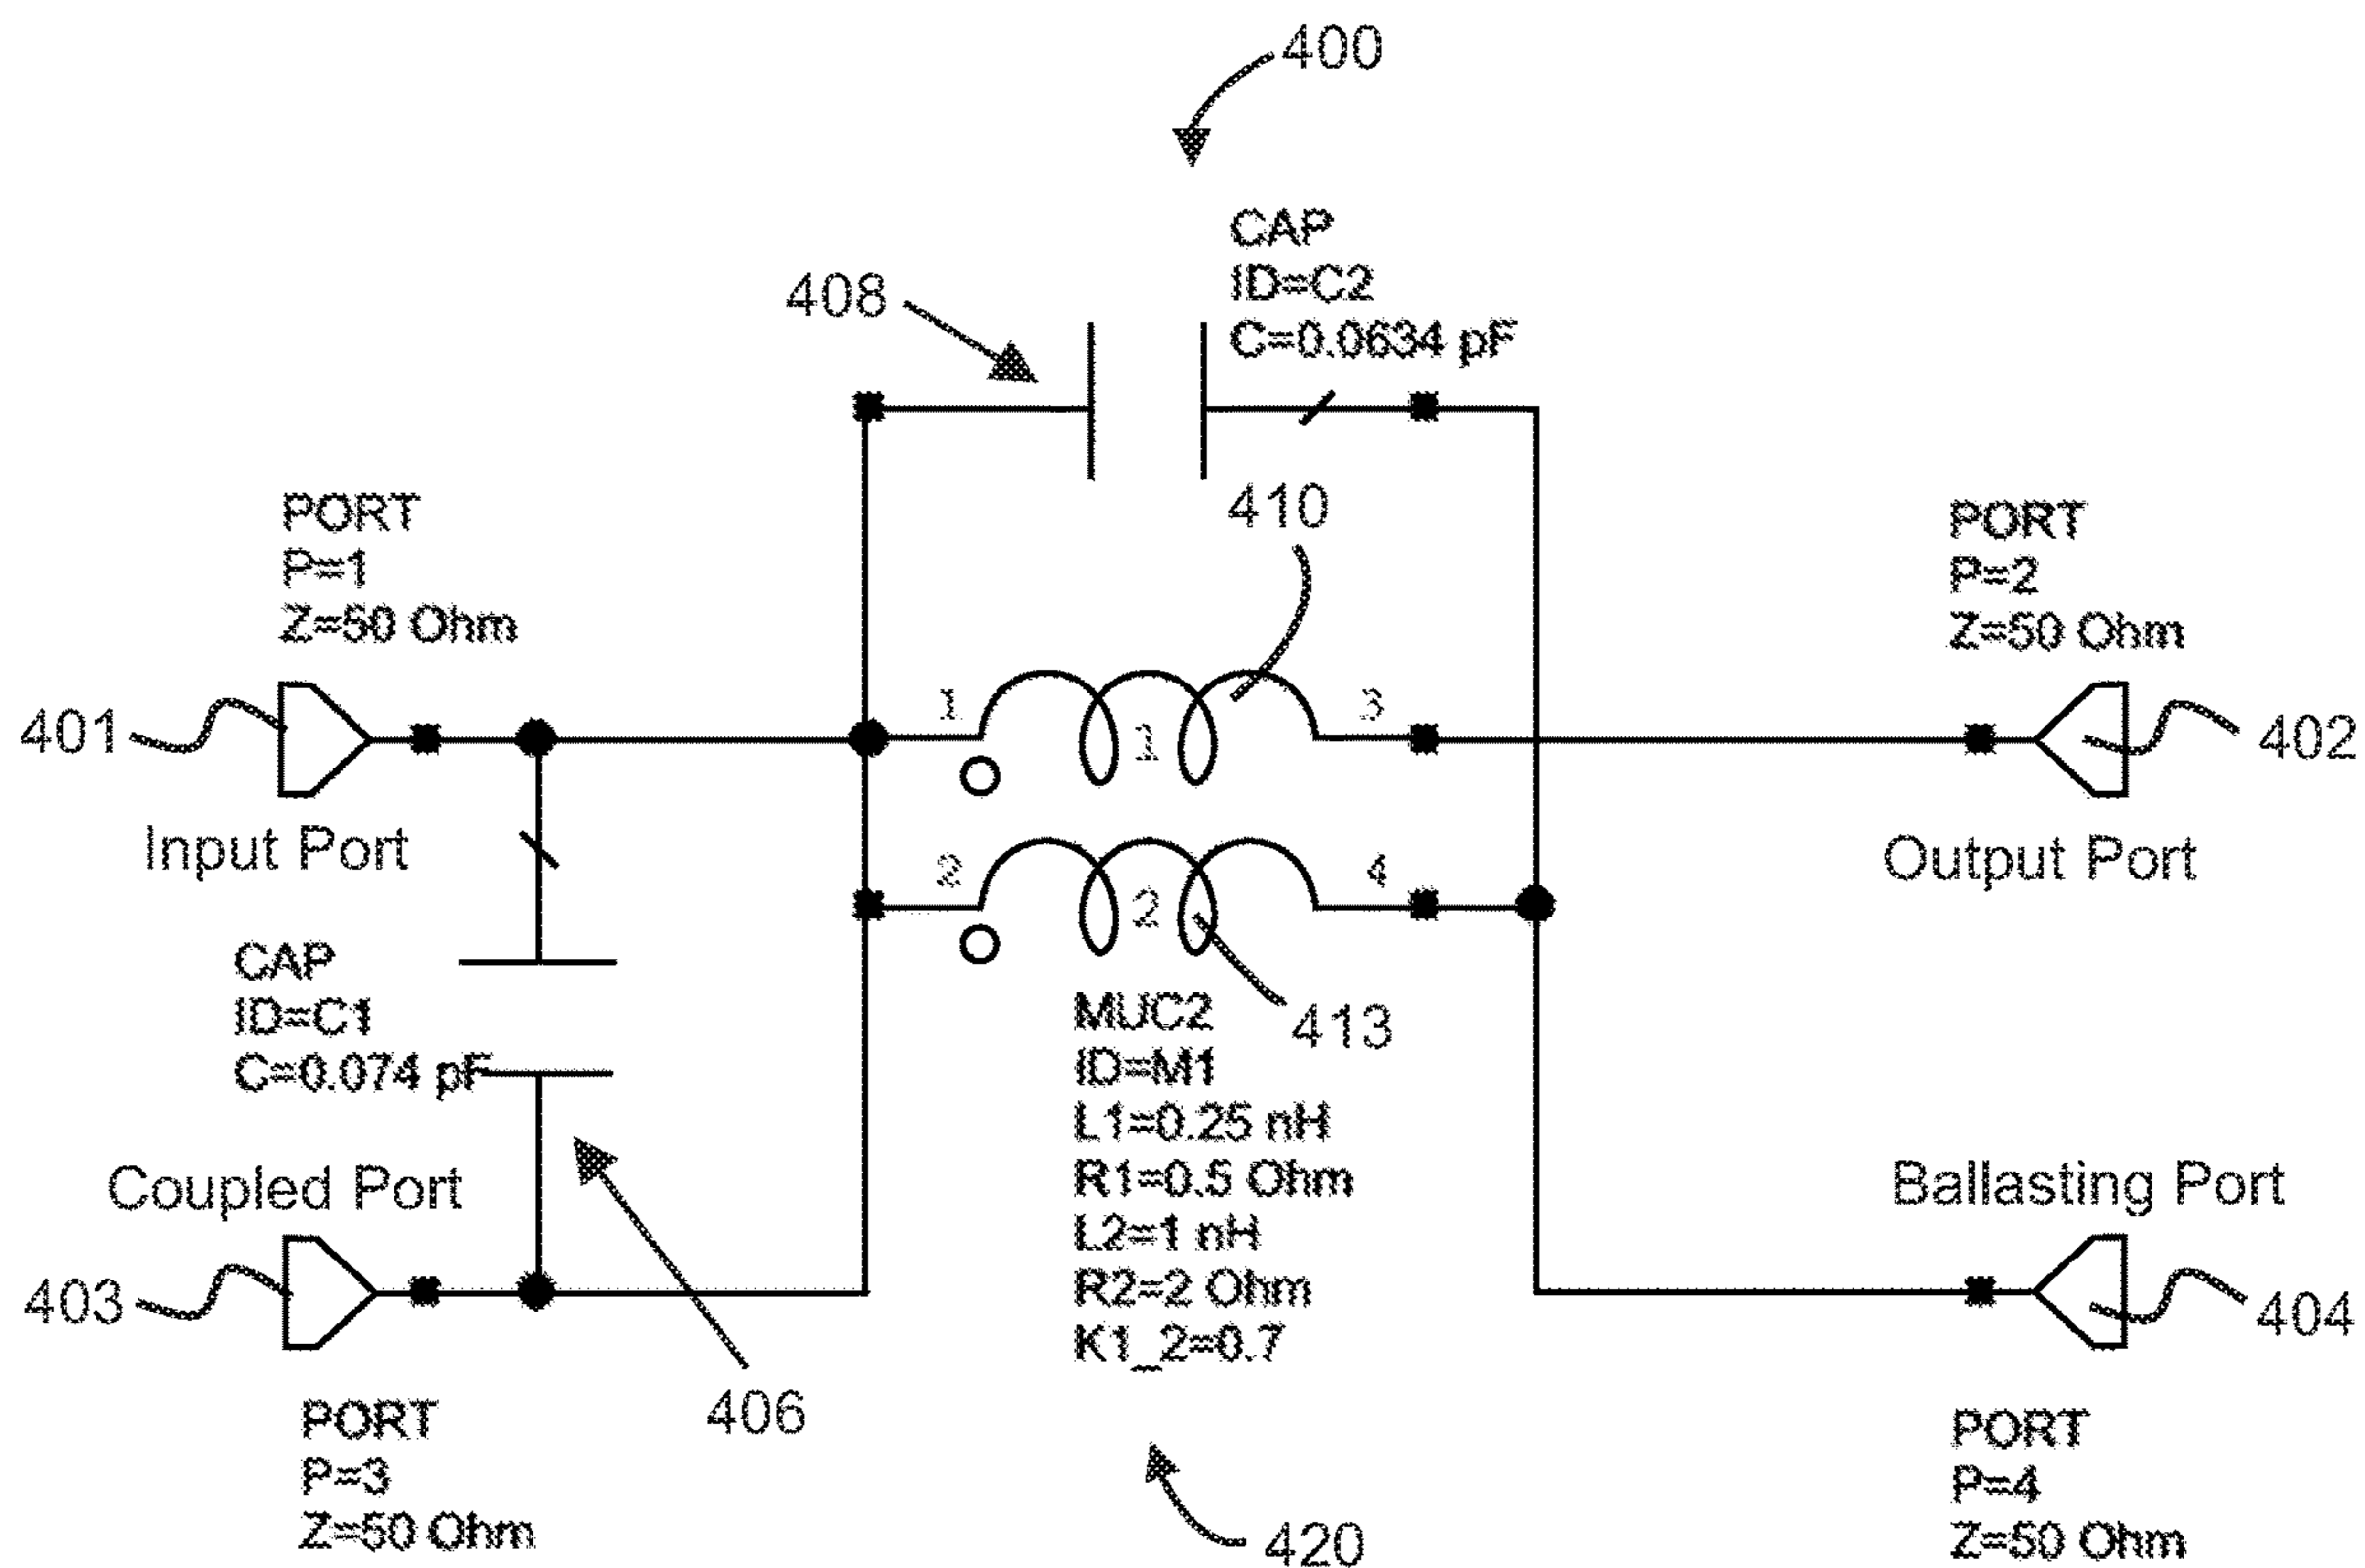 400
CAP
ID=C2
C=0.0634 pF
408
410
PORT
P=1
Z=50 Ohm
PORT
P=2
Z=50 Ohm
401
1
1
3
402
Input Port
Output Port
2
2
4
CAP
ID=C1
C=0.074 pF
413
MUC2
ID=M1
L1=0.25 nH
R1=0.5 Ohm
L2=1 nH
R2=2 Ohm
K1_2=0.7
Coupled Port
Ballasting Port
403
404
406
PORT
P=3
Z=50 Ohm
PORT
P=4
Z=50 Ohm
420